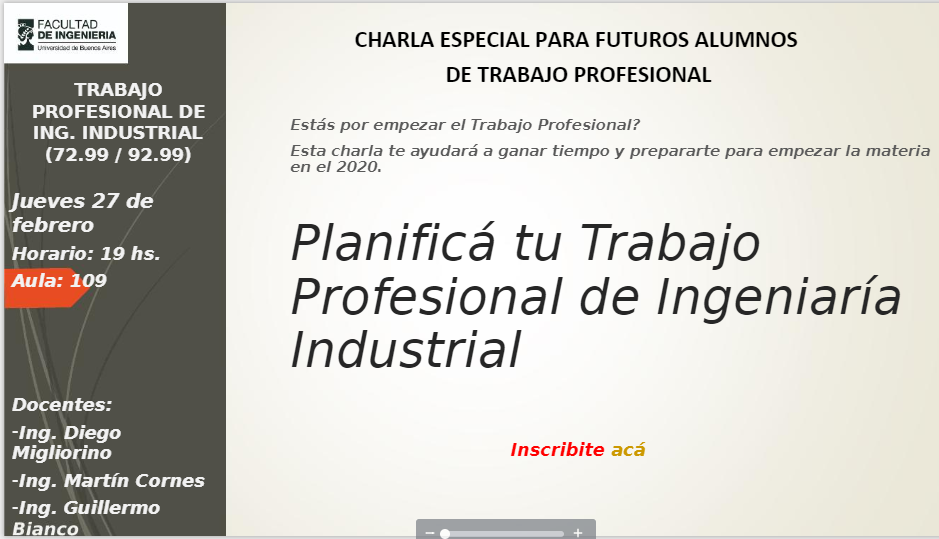 FACULTAD
DE INGENIERIA
Universidad de Buenos Aires
TRABAJO
PROFESIONAL DE
ING. INDUSTRIAL
(72.99 / 92.99)
Jueves 27 de
febrero
Horario: 19 hs.
Aula: 109
Docentes:
-Ing. Diego
Migliorino
-Ing. Martín Cornes
-Ing. Guillermo
Bianco
CHARLA ESPECIAL PARA FUTUROS ALUMNOS
DE TRABAJO PROFESIONAL
Estás por empezar el Trabajo Profesional?
Esta charla te ayudará a ganar tiempo y prepararte para empezar la materia
en el 2020.
Planificá tu Trabajo
Profesional de Ingeniaría
Industrial
Inscribite acá